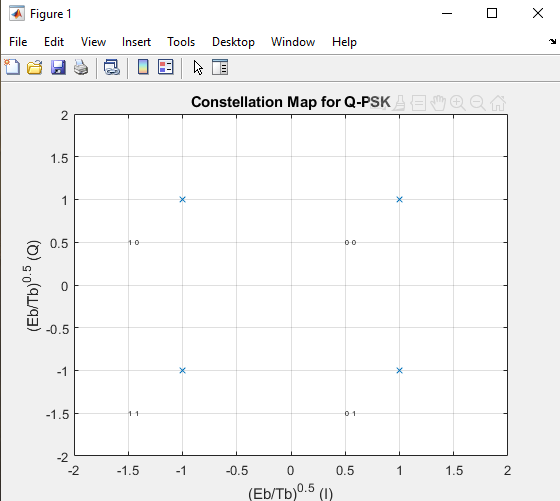 Figure 1
File Edit View Insert Tools Desktop Window Help
Constellation Map for Q-PSK
2
1.5
1
1 0 0 0
0.5
0
-0.5
-1
1 1 0 1
-1.5
-2
-2 -1.5 -1 -0.5 0 0.5 1 1.5 2
(Eb/Tb)^0.5 (Q)
(Eb/Tb)^0.5 (I)